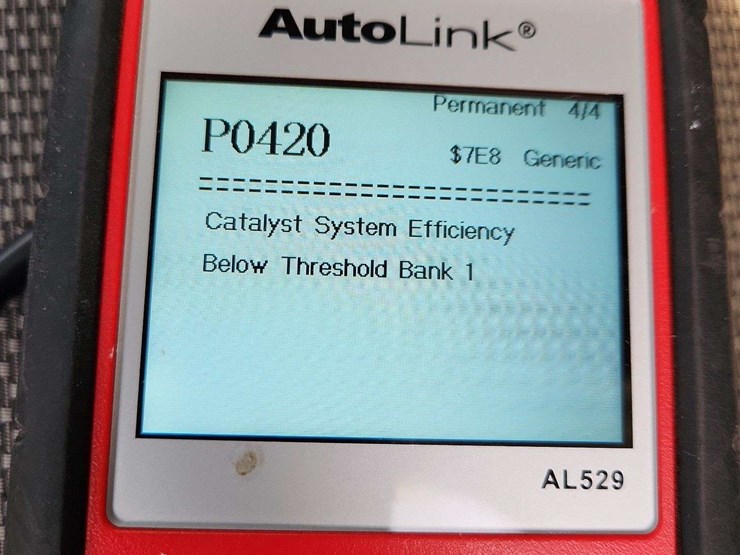 AutoLink®
Permanent 4/4
P0420
$7E8 Generic
==========================
Catalyst System Efficiency
Below Threshold Bank 1
AL529